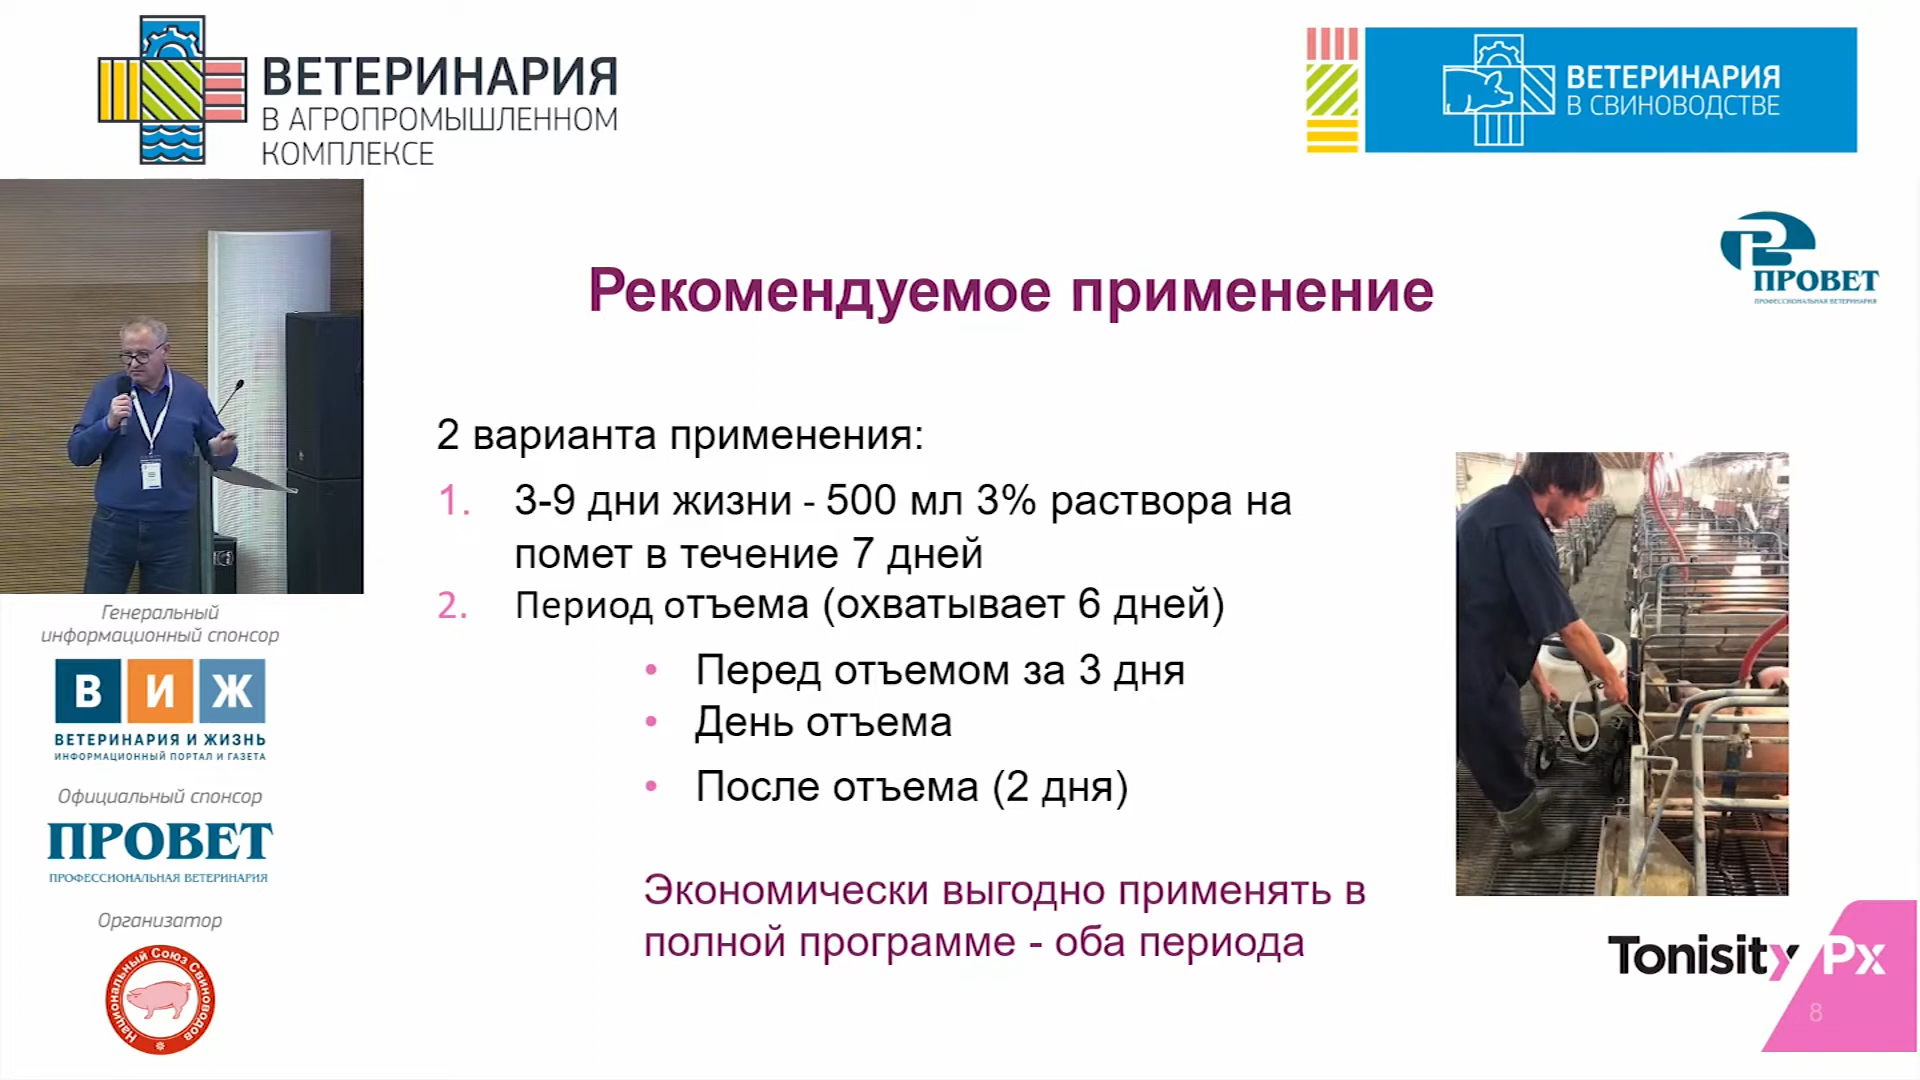 ВЕТЕРИНАРИЯ
В АГРОПРОМЫШЛЕННОМ
КОМПЛЕКСЕ
ВЕТЕРИНАРИЯ
В СВИНОВОДСТВЕ
ПРОВЕТ
ПРОФЕССИОНАЛЬНАЯ ВЕТЕРИНАРИЯ
Рекомендуемое применение
2 варианта применения:
1. 3-9 дни жизни - 500 мл 3% раствора на
помет в течение 7 дней
2. Период отъема (охватывает 6 дней)
• Перед отъемом за 3 дня
• День отъема
• После отъема (2 дня)
Экономически выгодно применять в
полной программе - оба периода
Генеральный
информационный спонсор
В И Ж
ВЕТЕРИНАРИЯ И ЖИЗНЬ
ИНФОРМАЦИОННЫЙ ПОРТАЛ И ГАЗЕТА
Официальный спонсор
ПРОВЕТ
ПРОФЕССИОНАЛЬНАЯ ВЕТЕРИНАРИЯ
Организатор
Национальный Союз Свиноводов
Tonisity Px
8